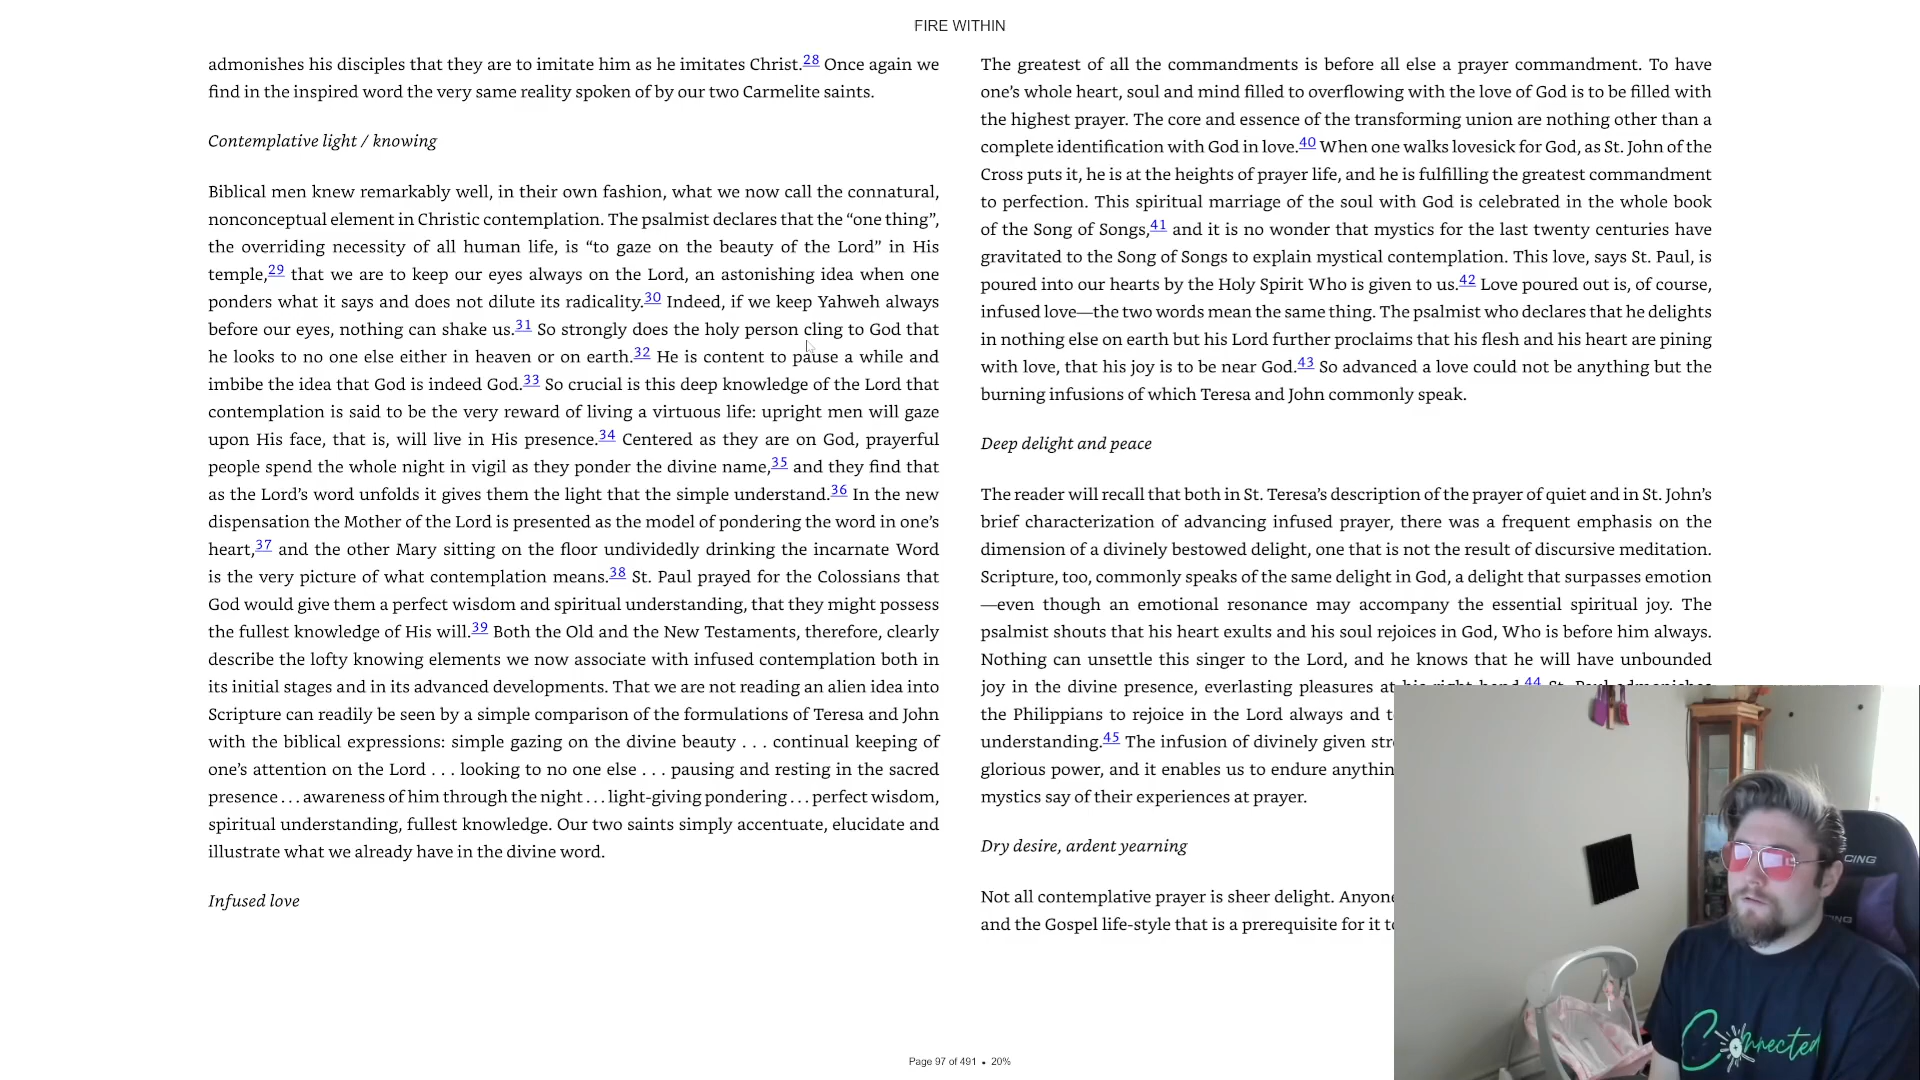 FIRE WITHIN
admonishes his disciples that they are to imitate him as he imitates Christ.28 Once again we
find in the inspired word the very same reality spoken of by our two Carmelite saints.
Contemplative light / knowing
Biblical men knew remarkably well, in their own fashion, what we now call the connatural,
nonconceptual element in Christic contemplation. The psalmist declares that the “one thing”,
the overriding necessity of all human life, is “to gaze on the beauty of the Lord” in His
temple,29 that we are to keep our eyes always on the Lord, an astonishing idea when one
ponders what it says and does not dilute its radicality.30 Indeed, if we keep Yahweh always
before our eyes, nothing can shake us.31 So strongly does the holy person cling to God that
he looks to no one else either in heaven or on earth.32 He is content to pause a while and
imbibe the idea that God is indeed God.33 So crucial is this deep knowledge of the Lord that
contemplation is said to be the very reward of living a virtuous life: upright men will gaze
upon His face, that is, will live in His presence.34 Centered as they are on God, prayerful
people spend the whole night in vigil as they ponder the divine name,35 and they find that
as the Lord’s word unfolds it gives them the light that the simple understand.36 In the new
dispensation the Mother of the Lord is presented as the model of pondering the word in one’s
heart,37 and the other Mary sitting on the floor undividedly drinking the incarnate Word
is the very picture of what contemplation means.38 St. Paul prayed for the Colossians that
God would give them a perfect wisdom and spiritual understanding, that they might possess
the fullest knowledge of His will.39 Both the Old and the New Testaments, therefore, clearly
describe the lofty knowing elements we now associate with infused contemplation both in
its initial stages and in its advanced developments. That we are not reading an alien idea into
Scripture can readily be seen by a simple comparison of the formulations of Teresa and John
with the biblical expressions: simple gazing on the divine beauty . . . continual keeping of
one’s attention on the Lord . . . looking to no one else . . . pausing and resting in the sacred
presence . . . awareness of him through the night . . . light-giving pondering . . . perfect wisdom,
spiritual understanding, fullest knowledge. Our two saints simply accentuate, elucidate and
illustrate what we already have in the divine word.
Infused love
The greatest of all the commandments is before all else a prayer commandment. To have
one’s whole heart, soul and mind filled to overflowing with the love of God is to be filled with
the highest prayer. The core and essence of the transforming union are nothing other than a
complete identification with God in love.40 When one walks lovesick for God, as St. John of the
Cross puts it, he is at the heights of prayer life, and he is fulfilling the greatest commandment
to perfection. This spiritual marriage of the soul with God is celebrated in the whole book
of the Song of Songs,41 and it is no wonder that mystics for the last twenty centuries have
gravitated to the Song of Songs to explain mystical contemplation. This love, says St. Paul, is
poured into our hearts by the Holy Spirit Who is given to us.42 Love poured out is, of course,
infused love—the two words mean the same thing. The psalmist who declares that he delights
in nothing else on earth but his Lord further proclaims that his flesh and his heart are pining
with love, that his joy is to be near God.43 So advanced a love could not be anything but the
burning infusions of which Teresa and John commonly speak.
Deep delight and peace
The reader will recall that both in St. Teresa’s description of the prayer of quiet and in St. John’s
brief characterization of advancing infused prayer, there was a frequent emphasis on the
dimension of a divinely bestowed delight, one that is not the result of discursive meditation.
Scripture, too, commonly speaks of the same delight in God, a delight that surpasses emotion
—even though an emotional resonance may accompany the essential spiritual joy. The
psalmist shouts that his heart exults and his soul rejoices in God, Who is before him always.
Nothing can unsettle this singer to the Lord, and he knows that he will have unbounded
joy in the divine presence, everlasting pleasures at his right hand.44 St. Paul admonishes
the Philippians to rejoice in the Lord always and
understanding.45 The infusion of divinely given
glorious power, and it enables us to endure
mystics say of their experiences at prayer.
Dry desire, ardent yearning
Not all contemplative prayer is sheer delight.
and the Gospel life-style that is a prerequisite for it
Page 97 of 491 • 20%
CING
Connected